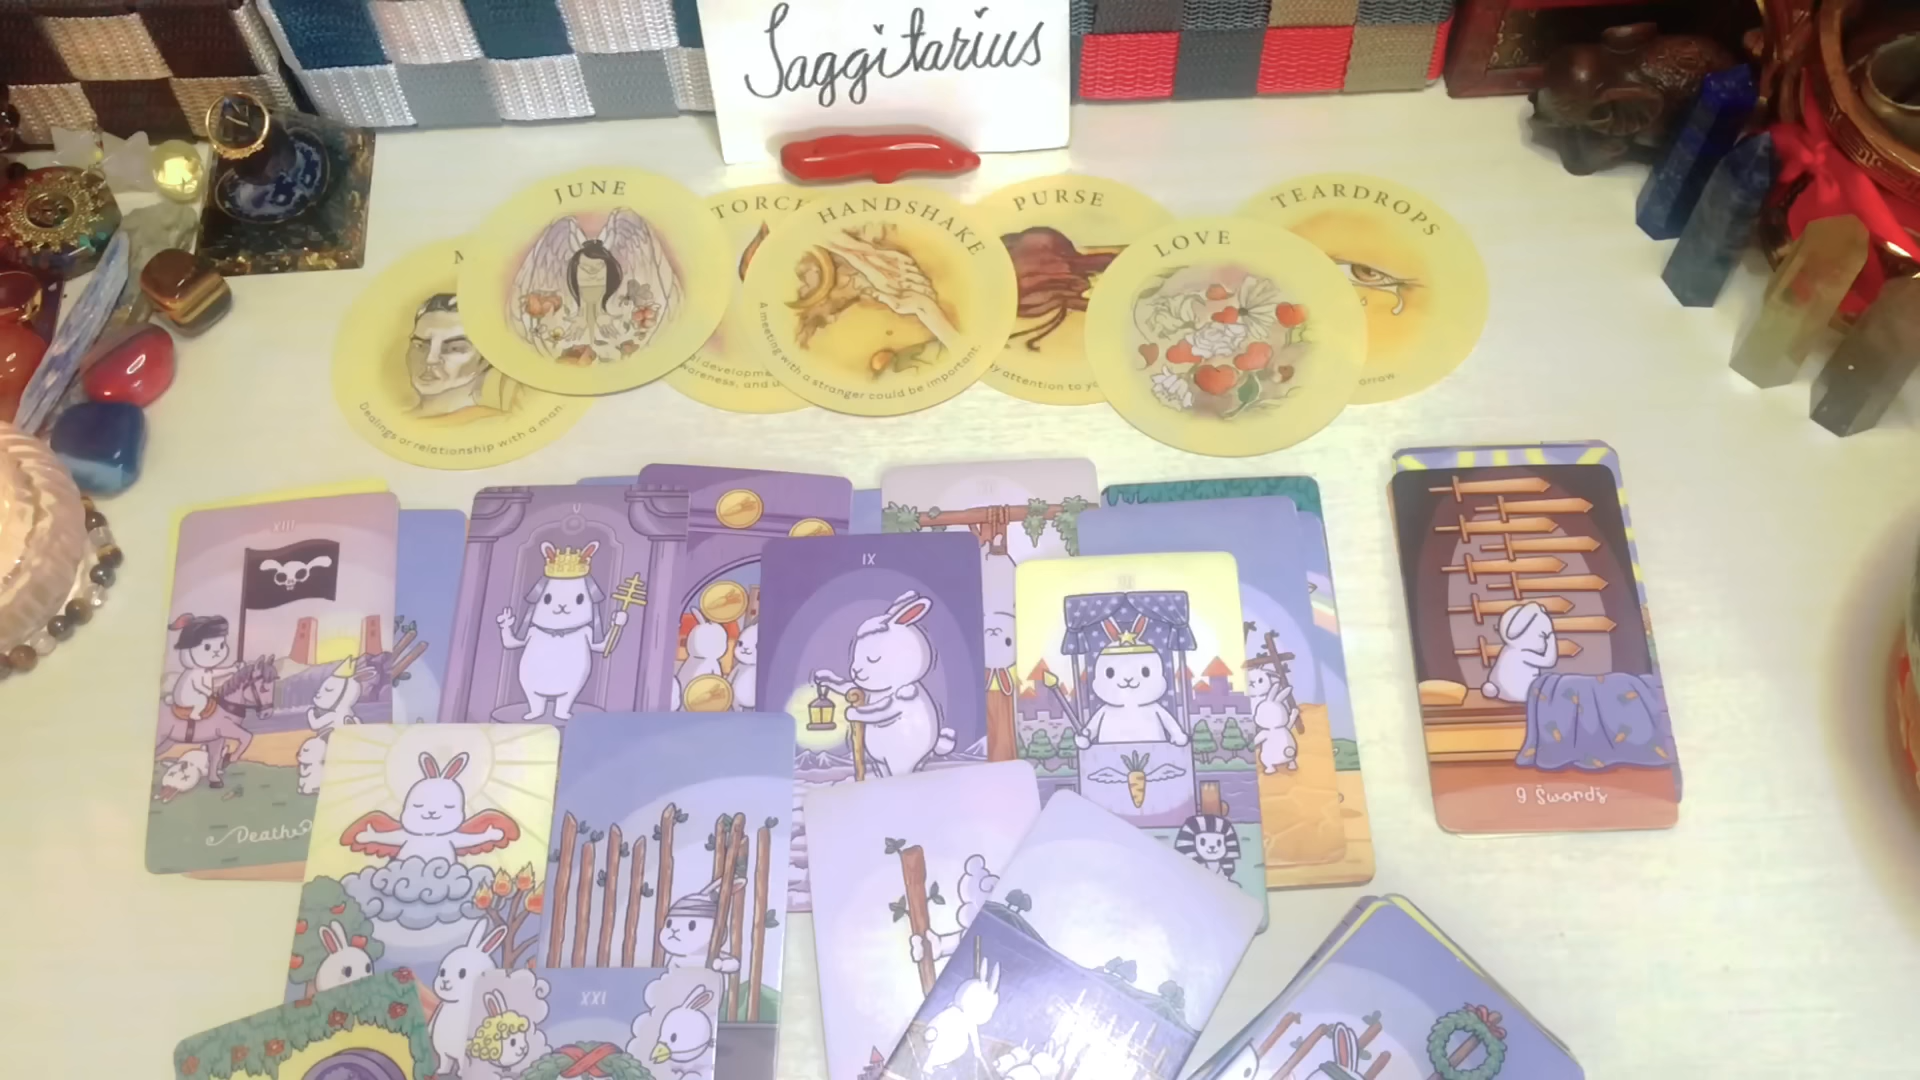 Saggitarius
JUNE
TORCH
HANDSHAKE
PURSE
LOVE
TEARDROPS
Dealings or relationship with a man.
A meeting with a stranger could be important.
attention to
XIII
V
IX
Death
9 Swords
XXI